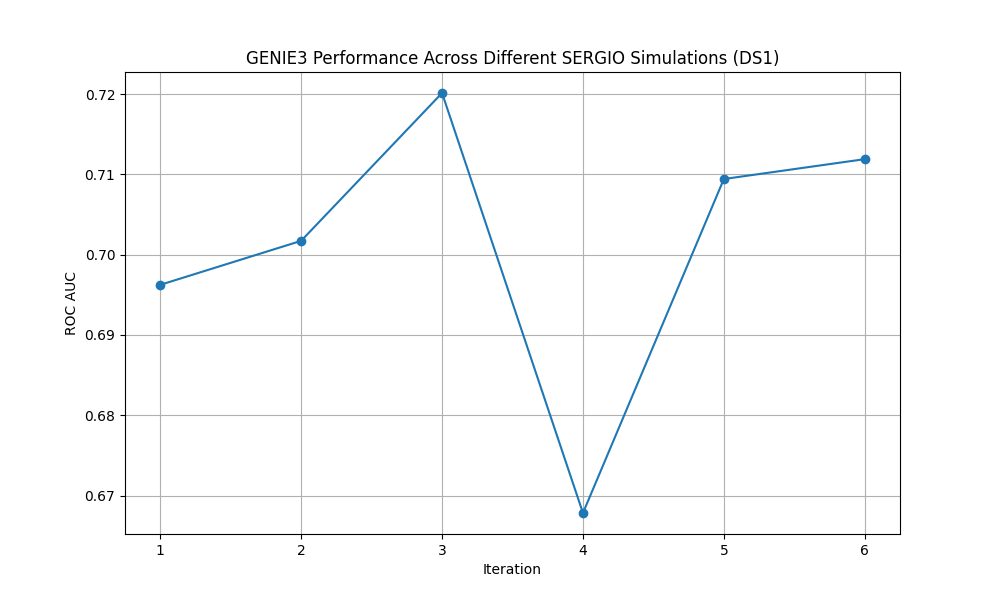 GENIE3 Performance Across Different SERGIO Simulations (DS1)
0.72
0.71
0.70
0.69
0.68
0.67
ROC AUC
1 2 3 4 5 6
Iteration